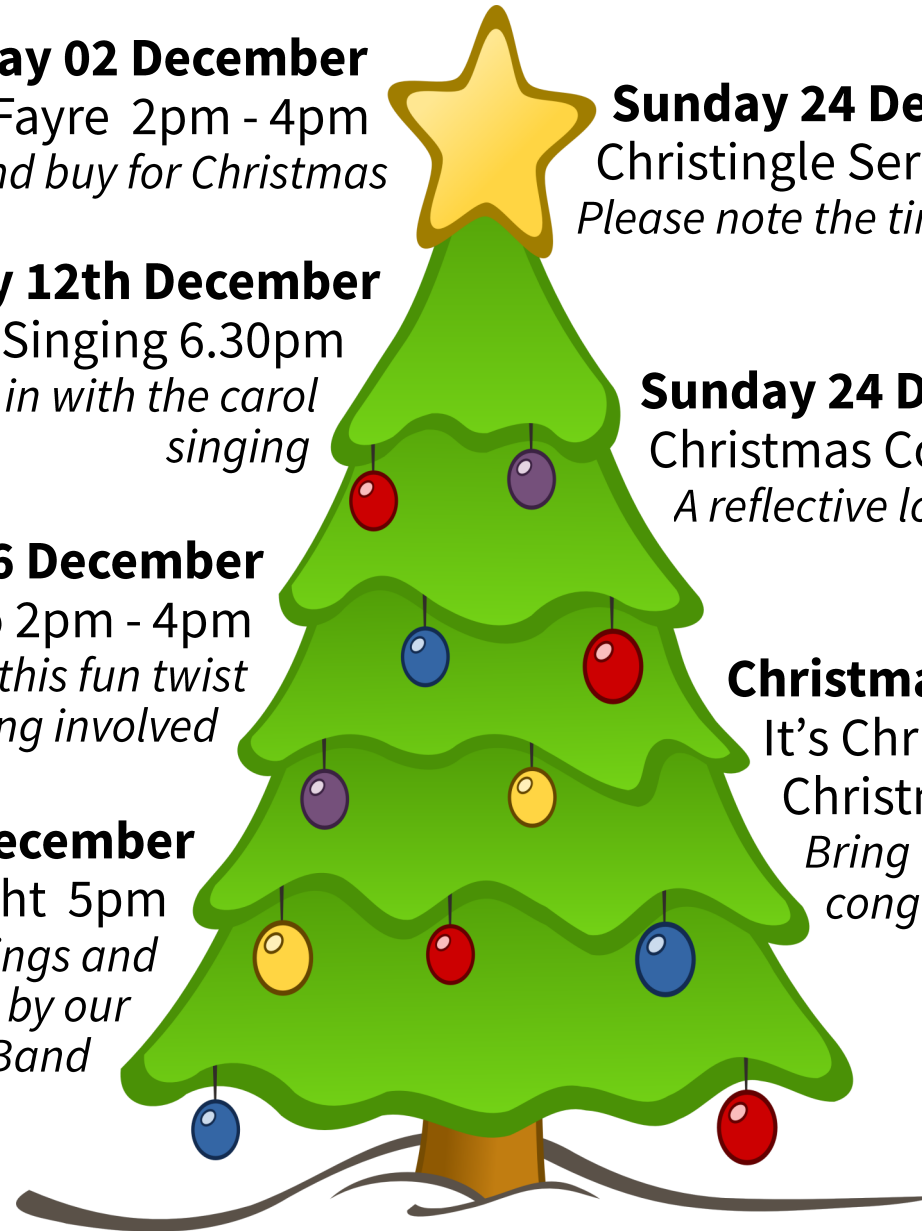 ay 02 December
Fayre 2pm - 4pm
nd buy for Christmas
y 12th December
Singing 6.30pm
in with the carol
singing
6 December
2pm - 4pm
this fun twist
ng involved
ecember
ht 5pm
ings and
by our
Band
Sunday 24 De
Christingle Ser
Please note the tin
Sunday 24 D
Christmas Co
A reflective lo
Christma
It’s Chr
Christn
Bring
cong